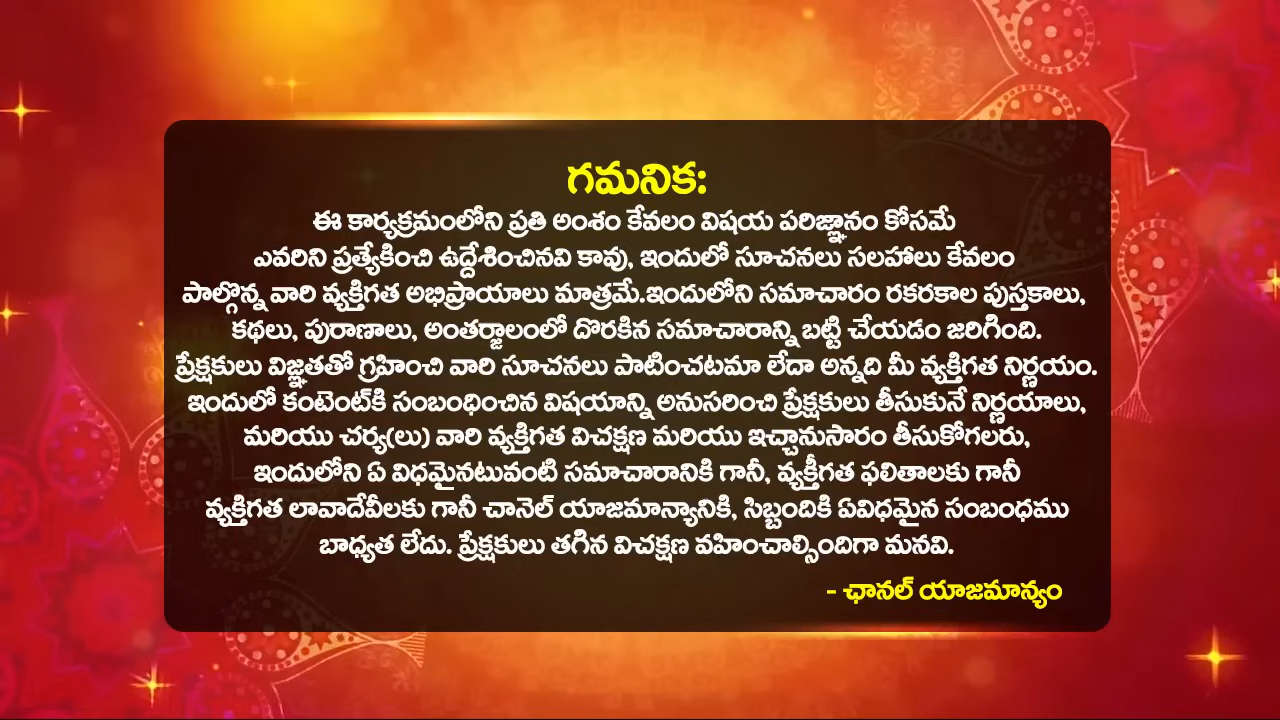 గమనిక:
ఈ కార్యక్రమంలోని ప్రతి అంశం కేవలం విషయ పరిజ్ఞానం కోసమే
ఎవరిని ప్రత్యేకించి ఉద్దేశించినవి కావు, ఇందులో సూచనలు సలహాలు కేవలం
పాల్గొన్న వారి వ్యక్తిగత అభిప్రాయాలు మాత్రమే.ఇందులోని సమాచారం రకరకాల పుస్తకాలు,
కథలు, పురాణాలు, అంతర్జాలంలో దొరకిన సమాచారాన్ని బట్టి చేయడం జరిగింది.
ప్రేక్షకులు విజ్ఞతతో గ్రహించి వారి సూచనలు పాటించటమా లేదా అన్నది మీ వ్యక్తిగత నిర్ణయం.
ఇందులో కంటెంట్‌కి సంబంధించిన విషయాన్ని అనుసరించి ప్రేక్షకులు తీసుకునే నిర్ణయాలు,
మరియు చర్య(లు) వారి వ్యక్తిగత విచక్షణ మరియు ఇచ్ఛానుసారం తీసుకోగలరు,
ఇందులోని ఏ విధమైనటువంటి సమాచారానికి గానీ, వ్యక్తీగత ఫలితాలకు గానీ
వ్యక్తిగత లావాదేవీలకు గానీ చానెల్ యాజమాన్యానికి, సిబ్బందికి ఏవిధమైన సంబంధము
బాధ్యత లేదు. ప్రేక్షకులు తగిన విచక్షణ వహించాల్సిందిగా మనవి.
- ఛానల్ యాజమాన్యం